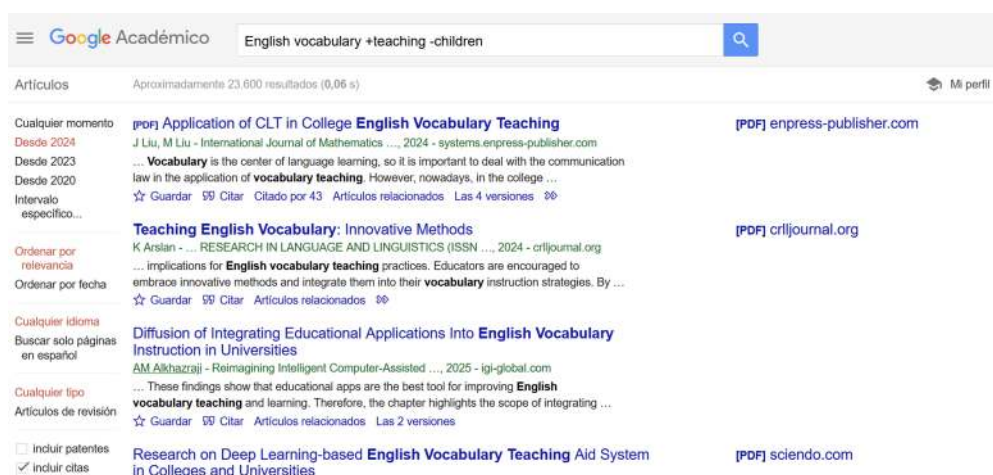 Google Académico
English vocabulary +teaching -children
Artículos
Aproximadamente 23.600 resultados (0,06 s)
Mi perfil
Cualquier momento
Desde 2024
Desde 2023
Desde 2020
Intervalo
específico...
Ordenar por
relevancia
Ordenar por fecha
Cualquier idioma
Buscar solo páginas
en español
Cualquier tipo
Artículos de revisión
incluir patentes
incluir citas
[PDF] Application of CLT in College English Vocabulary Teaching
J Liu, M Liu - International Journal of Mathematics …, 2024 - systems.enpress-publisher.com
… Vocabulary is the center of language learning, so it is important to deal with the communication
law in the application of vocabulary teaching. However, nowadays, in the college …
Guardar Citar Citado por 43 Artículos relacionados Las 4 versiones
[PDF] enpress-publisher.com
Teaching English Vocabulary: Innovative Methods
K Arslan - … RESEARCH IN LANGUAGE AND LINGUISTICS (ISSN …, 2024 - crlljournal.org
… implications for English vocabulary teaching practices. Educators are encouraged to
embrace innovative methods and integrate them into their vocabulary instruction strategies. By …
Guardar Citar Artículos relacionados
[PDF] crlljournal.org
Diffusion of Integrating Educational Applications Into English Vocabulary
Instruction in Universities
AM Alkhazraji - Reimagining Intelligent Computer-Assisted …, 2025 - igi-global.com
… These findings show that educational apps are the best tool for improving English
vocabulary teaching and learning. Therefore, the chapter highlights the scope of integrating …
Guardar Citar Artículos relacionados Las 2 versiones
Research on Deep Learning-based English Vocabulary Teaching Aid System
in Colleges and Universities
[PDF] sciendo.com